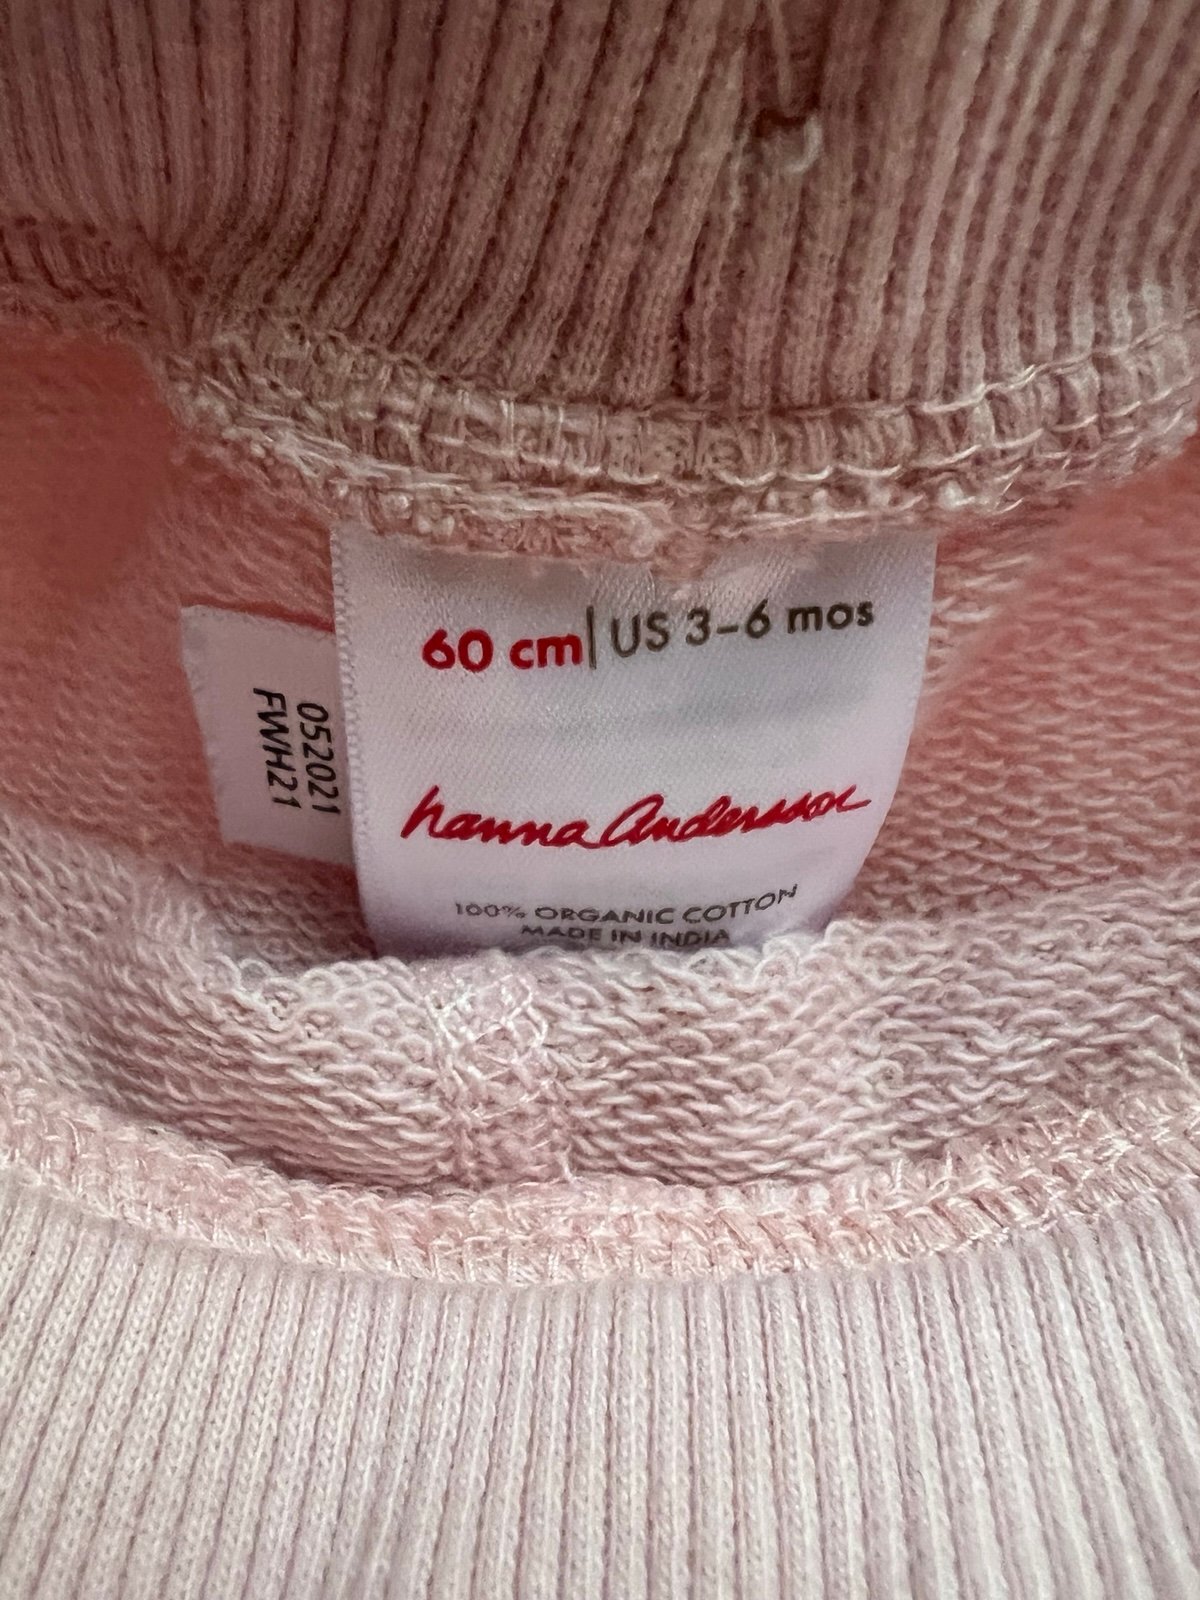 60 cm | US 3-6 mos
hanna Andersson
100% ORGANIC COTTON
MADE IN INDIA
052021
FWH21